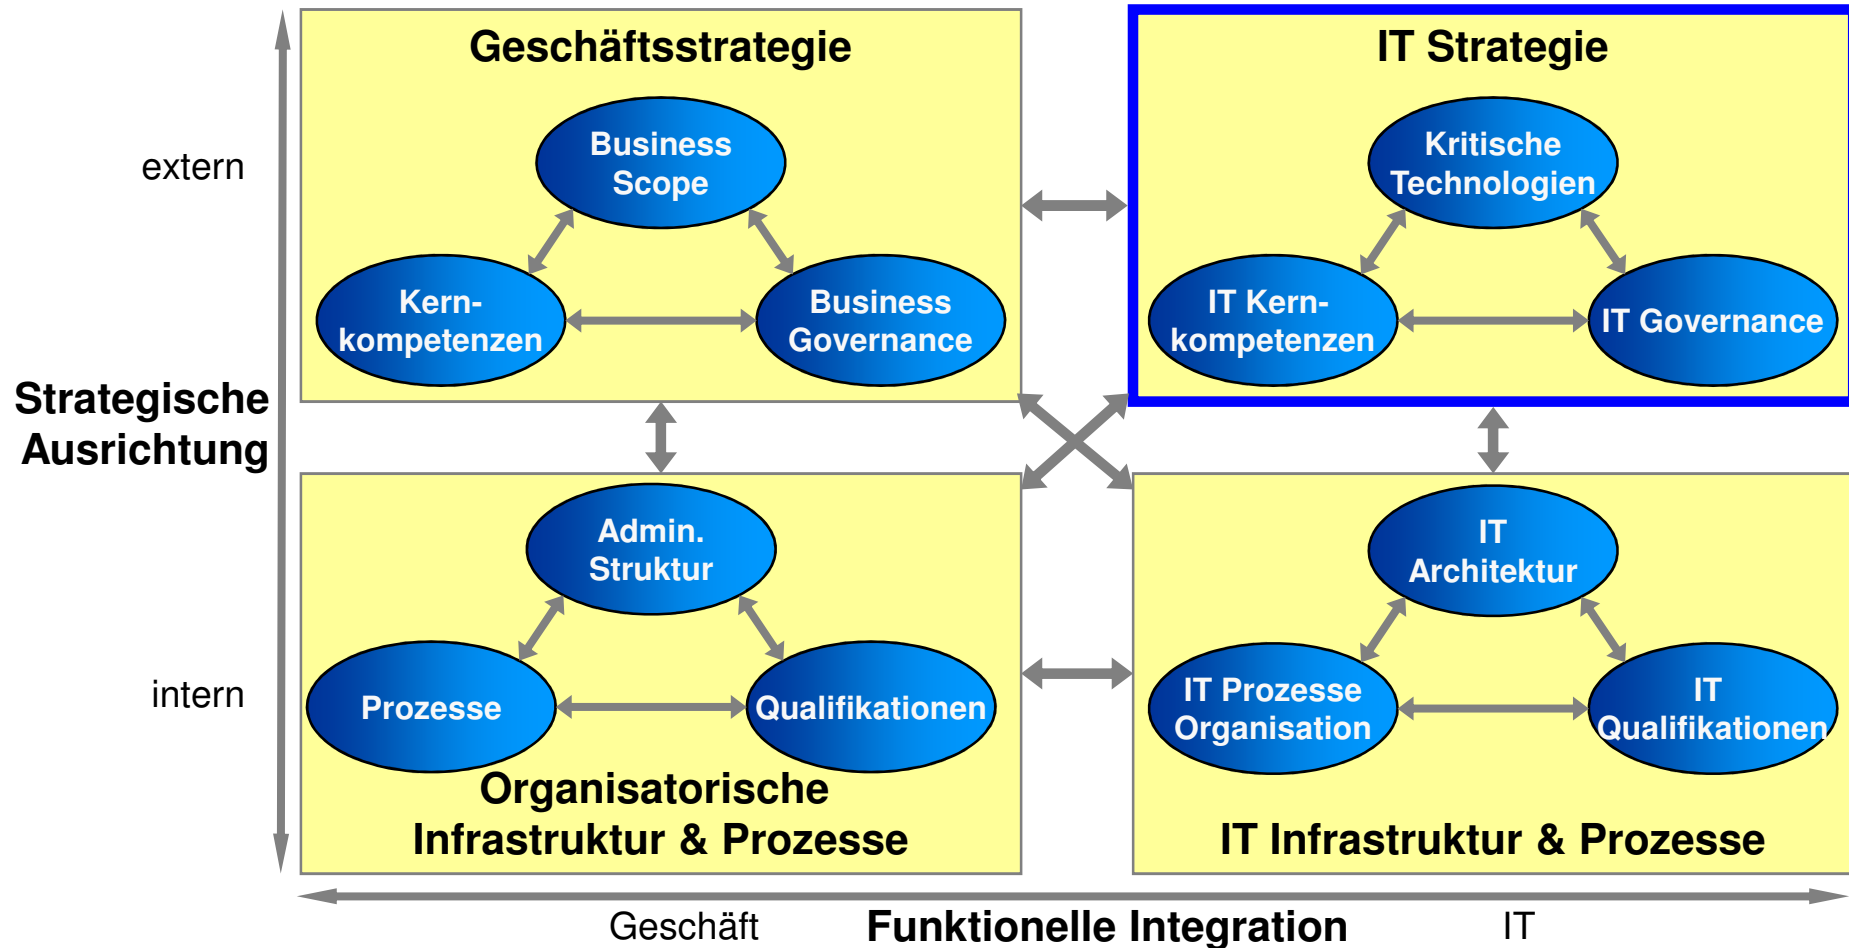 Geschäftsstrategie
Business
Scope
Kern-
kompetenzen
Business
Governance
IT Strategie
Kritische
Technologien
IT Kern-
kompetenzen
IT Governance
extern
Strategische
Ausrichtung
intern
Admin.
Struktur
Prozesse
Qualifikationen
Organisatorische
Infrastruktur & Prozesse
IT
Architektur
IT Prozesse
Organisation
IT
Qualifikationen
IT Infrastruktur & Prozesse
Geschäft
Funktionelle Integration
IT